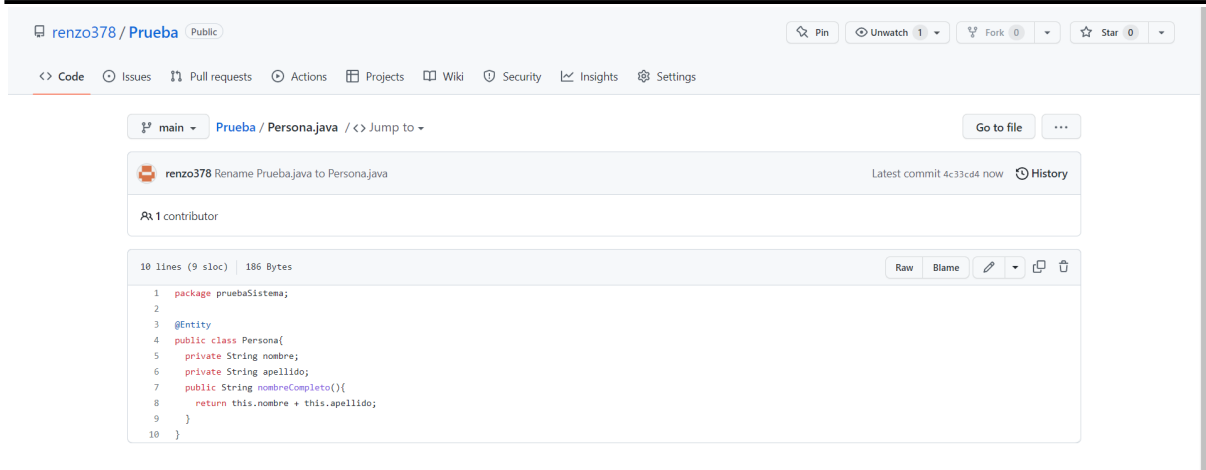 renzo378 / Prueba Public
Pin Unwatch 1 Fork 0 Star 0
<> Code Issues Pull requests Actions Projects Wiki Security Insights Settings
main Prueba / Persona.java / <> Jump to Go to file ...
renzo378 Rename Prueba.java to Persona.java Latest commit 4c33cd4 now History
1 contributor
10 lines (9 sloc) 186 Bytes Raw Blame
1 package pruebaSistema;
2
3 @Entity
4 public class Persona{
5 private String nombre;
6 private String apellido;
7 public String nombreCompleto(){
8 return this.nombre + this.apellido;
9 }
10 }